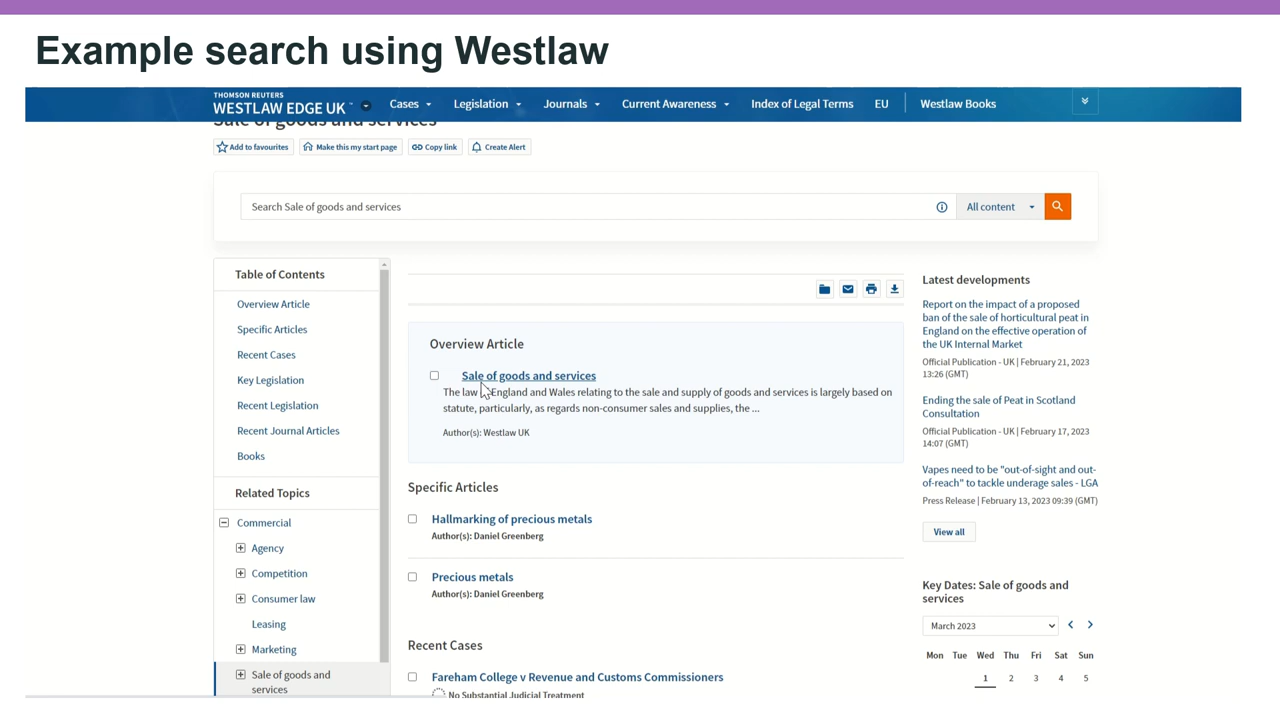 Example search using Westlaw
THOMSON REUTERS
WESTLAW EDGE UK
Cases
Legislation
Journals
Current Awareness
Index of Legal Terms
EU
Westlaw Books
Sale of goods and services
Add to favourites
Make this my start page
Copy link
Create Alert
Search Sale of goods and services
All content
Table of Contents
Overview Article
Specific Articles
Recent Cases
Key Legislation
Recent Legislation
Recent Journal Articles
Books
Related Topics
Commercial
Agency
Competition
Consumer law
Leasing
Marketing
Sale of goods and
services
Overview Article
Sale of goods and services
The law England and Wales relating to the sale and supply of goods and services is largely based on
statute, particularly, as regards non-consumer sales and supplies, the ...
Author(s): Westlaw UK
Specific Articles
Hallmarking of precious metals
Author(s): Daniel Greenberg
Precious metals
Author(s): Daniel Greenberg
Recent Cases
Fareham College v Revenue and Customs Commissioners
No Substantial Judicial Treatment
Latest developments
Report on the impact of a proposed
ban of the sale of horticultural peat in
England on the effective operation of
the UK Internal Market
Official Publication - UK | February 21, 2023
13:26 (GMT)
Ending the sale of Peat in Scotland
Consultation
Official Publication - UK | February 17, 2023
14:07 (GMT)
Vapes need to be "out-of-sight and out-
of-reach" to tackle underage sales - LGA
Press Release | February 13, 2023 09:39 (GMT)
View all
Key Dates: Sale of goods and
services
March 2023
Mon Tue Wed Thu Fri Sat Sun
1 2 3 4 5